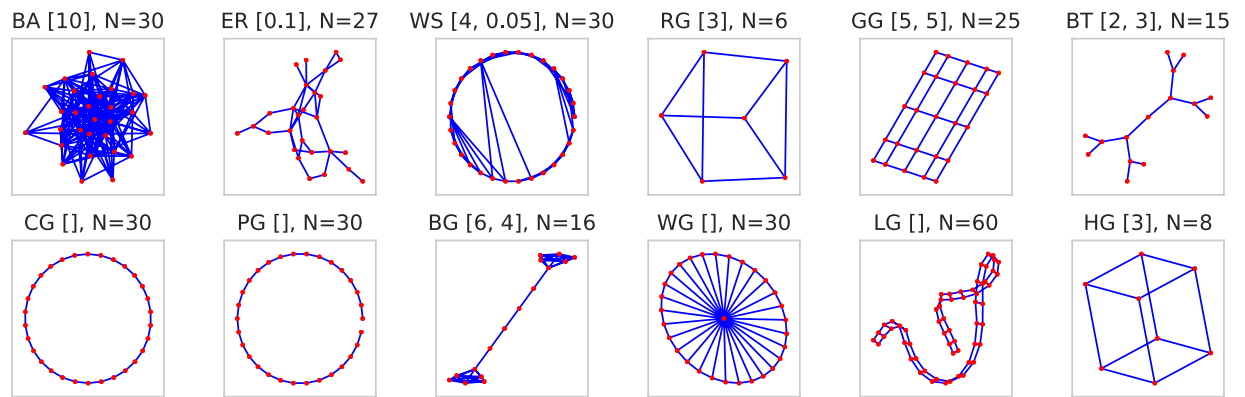 BA [10], N=30
ER [0.1], N=27
WS [4, 0.05], N=30
RG [3], N=6
GG [5, 5], N=25
BT [2, 3], N=15
CG [], N=30
PG [], N=30
BG [6, 4], N=16
WG [], N=30
LG [], N=60
HG [3], N=8